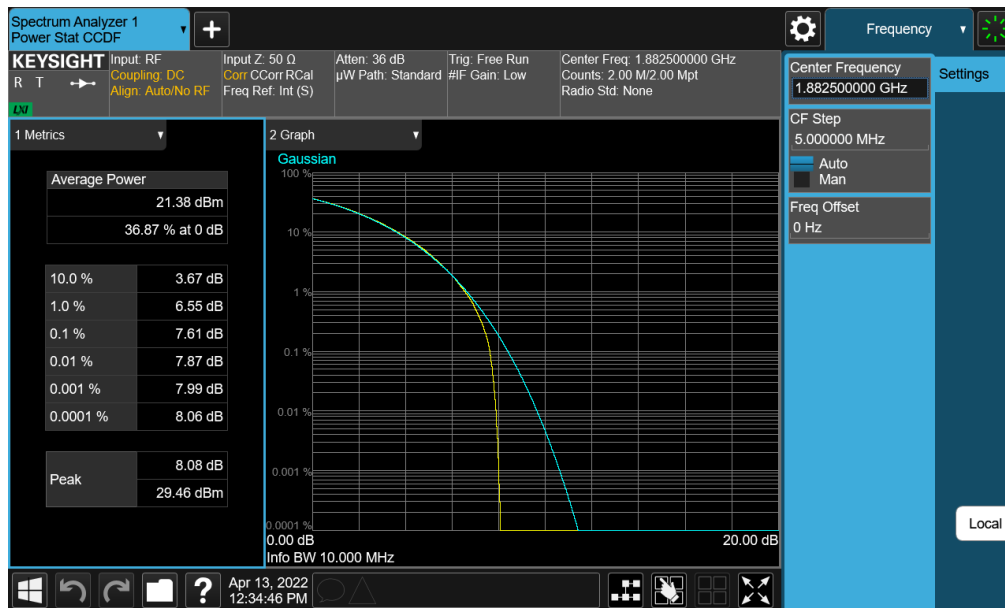 Spectrum Analyzer 1
Power Stat CCDF
Frequency
KEYSIGHT
R T
LXI
Input: RF
Coupling: DC
Align: Auto/No RF
Input Z: 50 Ω
Corr CCorr RCal
Freq Ref: Int (S)
Atten: 36 dB
µW Path: Standard
Trig: Free Run
#IF Gain: Low
Center Freq: 1.882500000 GHz
Counts: 2.00 M/2.00 Mpt
Radio Std: None
Center Frequency
1.882500000 GHz
Settings
CF Step
5.000000 MHz
Auto
Man
Freq Offset
0 Hz
1 Metrics
Average Power
21.38 dBm
36.87 % at 0 dB
10.0 % 3.67 dB
1.0 % 6.55 dB
0.1 % 7.61 dB
0.01 % 7.87 dB
0.001 % 7.99 dB
0.0001 % 8.06 dB
Peak 8.08 dB
29.46 dBm
2 Graph
Gaussian
100 %
10 %
1 %
0.1 %
0.01 %
0.001 %
0.0001 %
0.00 dB 20.00 dB
Info BW 10.000 MHz
Local
?
Apr 13, 2022
12:34:46 PM